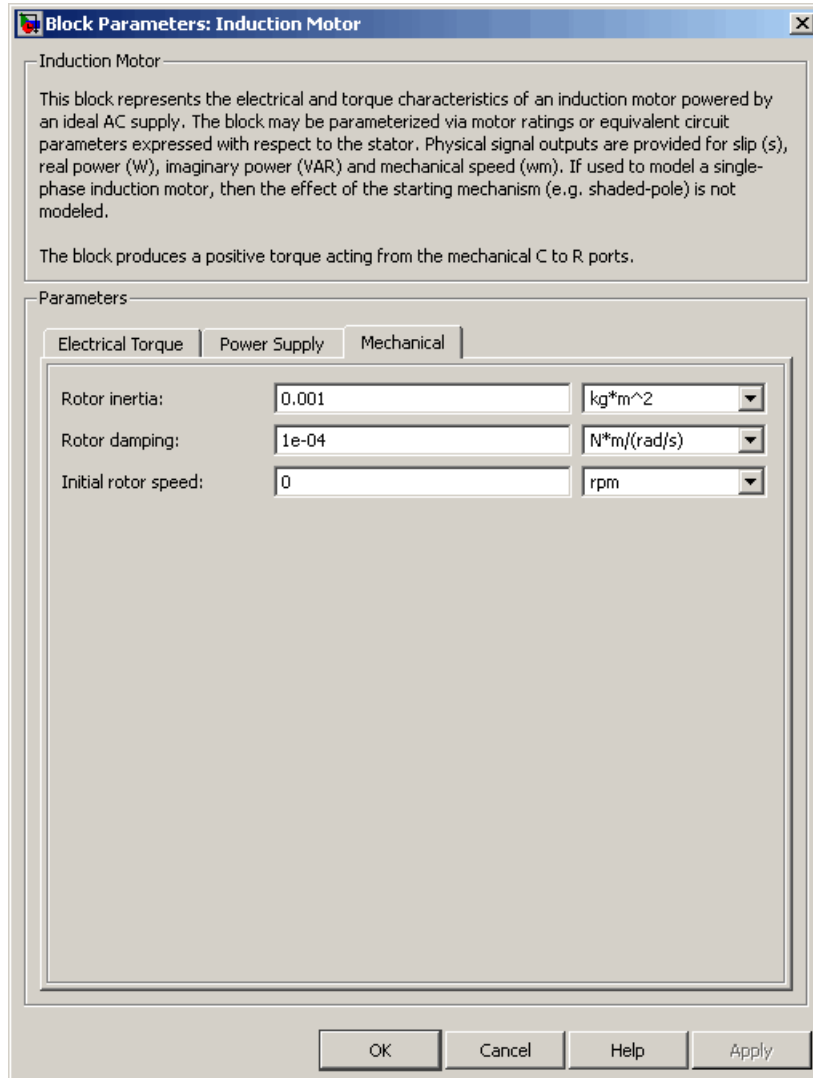 Block Parameters: Induction Motor
Induction Motor
This block represents the electrical and torque characteristics of an induction motor powered by
an ideal AC supply. The block may be parameterized via motor ratings or equivalent circuit
parameters expressed with respect to the stator. Physical signal outputs are provided for slip (s),
real power (W), imaginary power (VAR) and mechanical speed (wm). If used to model a single-
phase induction motor, then the effect of the starting mechanism (e.g. shaded-pole) is not
modeled.
The block produces a positive torque acting from the mechanical C to R ports.
Parameters
Electrical Torque Power Supply Mechanical
Rotor inertia: 0.001 kg*m^2
Rotor damping: 1e-04 N*m/(rad/s)
Initial rotor speed: 0 rpm
OK Cancel Help Apply